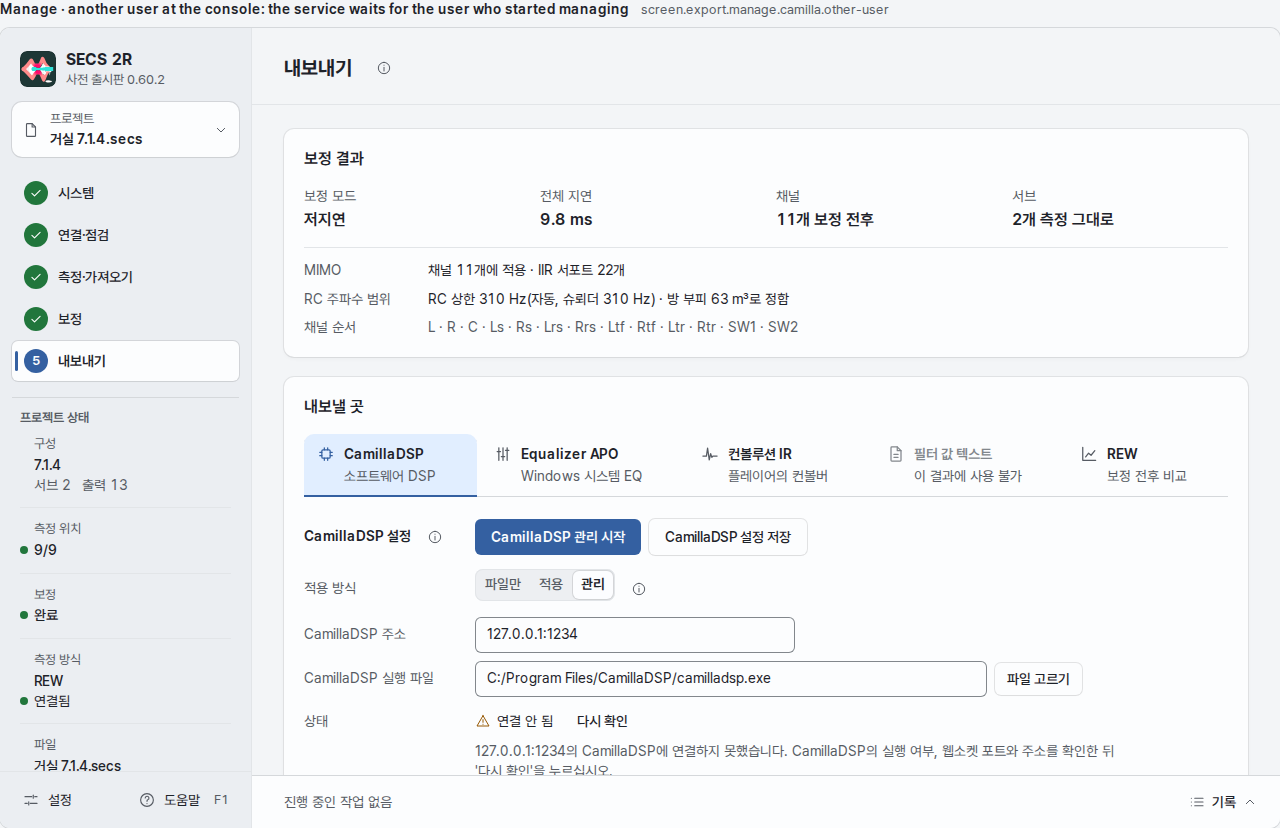 Manage · another user at the console: the service waits for the user who started managing screen.export.manage.camilla.other-user
SECS 2R
사전 출시판 0.60.2
프로젝트
거실 7.1.4.secs
시스템
연결·점검
측정·가져오기
보정
5 내보내기
프로젝트 상태
구성
7.1.4
서브 2 출력 13
측정 위치
9/9
보정
완료
측정 방식
REW
연결됨
파일
거실 7.1.4.secs
설정
도움말 F1
내보내기
보정 결과
보정 모드
저지연
전체 지연
9.8 ms
채널
11개 보정 전후
서브
2개 측정 그대로
MIMO 채널 11개에 적용 · IIR 서포트 22개
RC 주파수 범위 RC 상한 310 Hz(자동, 슈뢰더 310 Hz) · 방 부피 63 m³로 정함
채널 순서 L · R · C · Ls · Rs · Lrs · Rrs · Ltf · Rtf · Ltr · Rtr · SW1 · SW2
내보낼 곳
CamillaDSP
소프트웨어 DSP
Equalizer APO
Windows 시스템 EQ
컨볼루션 IR
플레이어의 컨볼버
필터 값 텍스트
이 결과에 사용 불가
REW
보정 전후 비교
CamillaDSP 설정 CamillaDSP 관리 시작 CamillaDSP 설정 저장
적용 방식 파일만 적용 관리
CamillaDSP 주소 127.0.0.1:1234
CamillaDSP 실행 파일 C:/Program Files/CamillaDSP/camilladsp.exe 파일 고르기
상태 연결 안 됨 다시 확인
127.0.0.1:1234의 CamillaDSP에 연결하지 못했습니다. CamillaDSP의 실행 여부, 웹소켓 포트와 주소를 확인한 뒤
'다시 확인'을 누르십시오.
진행 중인 작업 없음
기록